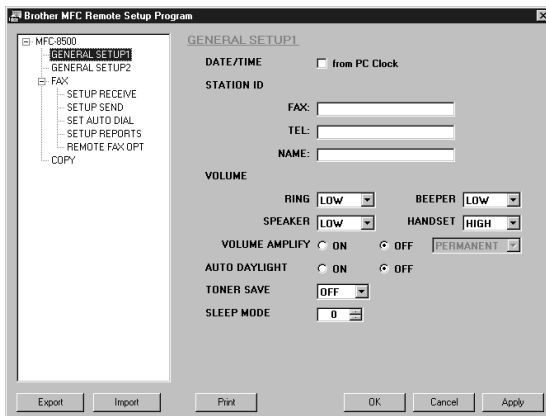 Brother MFC Remote Setup Program
MFC-8500
GENERAL SETUP1
GENERAL SETUP2
FAX
SETUP RECEIVE
SETUP SEND
SET AUTO DIAL
SETUP REPORTS
REMOTE FAX OPT
COPY
GENERAL SETUP1
DATE/TIME from PC Clock
STATION ID
FAX:
TEL:
NAME:
VOLUME
RING LOW BEEPER LOW
SPEAKER LOW HANDSET HIGH
VOLUME AMPLIFY ON OFF PERMANENT
AUTO DAYLIGHT ON OFF
TONER SAVE OFF
SLEEP MODE 0
Export Import Print OK Cancel Apply